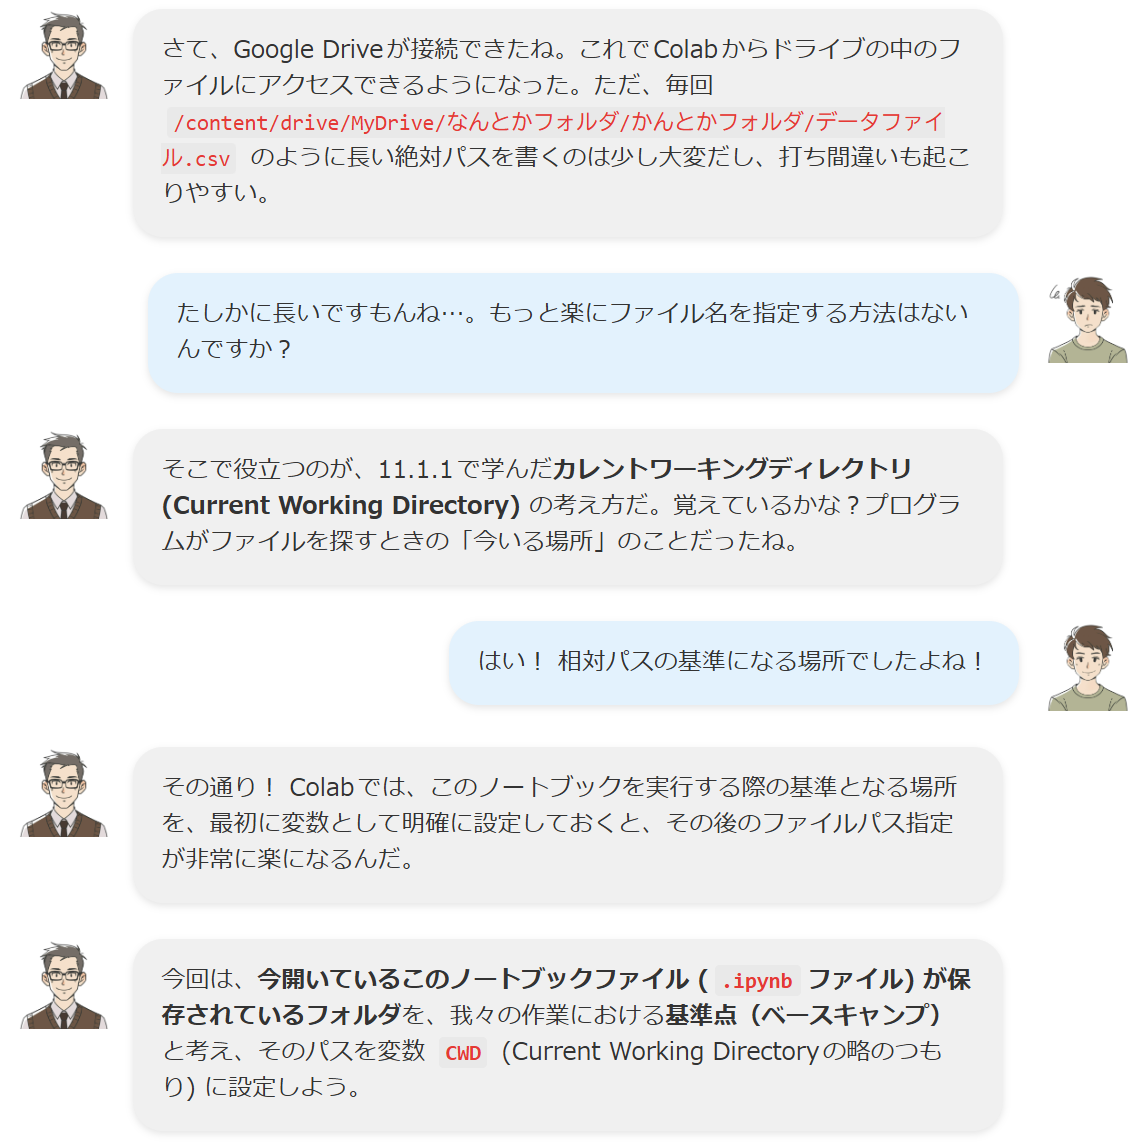 さて、Google Driveが接続できたね。これでColabからドライブの中のフ
ァイルにアクセスできるようになった。ただ、毎回
/content/drive/MyDrive/なんとかフォルダ/かんとかフォルダ/データファイ
ル.csv のように長い絶対パスを書くのは少し大変だし、打ち間違いも起こ
りやすい。
たしかに長いですもんね…。もっと楽にファイル名を指定する方法はない
んですか？
そこで役立つのが、11.1.1で学んだカレントワーキングディレクトリ
(Current Working Directory) の考え方だ。覚えているかな？プログラ
ムがファイルを探すときの「今いる場所」のことだったね。
はい！ 相対パスの基準になる場所でしたよね！
その通り！ Colabでは、このノートブックを実行する際の基準となる場所
を、最初に変数として明確に設定しておくと、その後のファイルパス指定
が非常に楽になるんだ。
今回は、今開いているこのノートブックファイル ( .ipynb ファイル) が保
存されているフォルダを、我々の作業における基準点（ベースキャンプ）
と考え、そのパスを変数 CWD (Current Working Directoryの略のつも
り) に設定しよう。